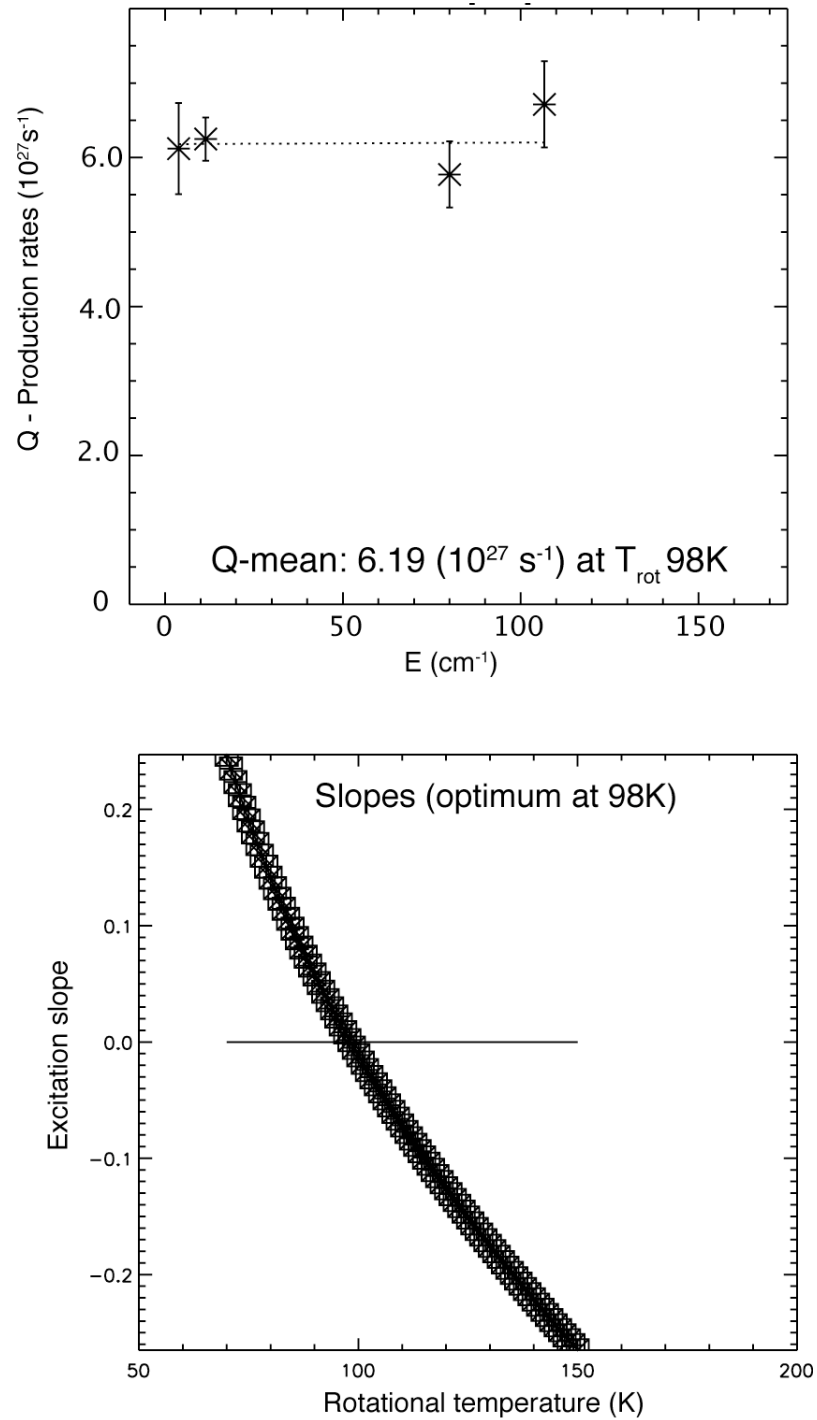 Q - Production rates (10²⁷s⁻¹)
6.0
4.0
2.0
0
Q-mean: 6.19 (10²⁷ s⁻¹) at Tᵣₒₜ 98K
0 50 100 150
E (cm⁻¹)
Slopes (optimum at 98K)
Excitation slope
0.2
0.1
0.0
−0.1
−0.2
50 100 150 200
Rotational temperature (K)